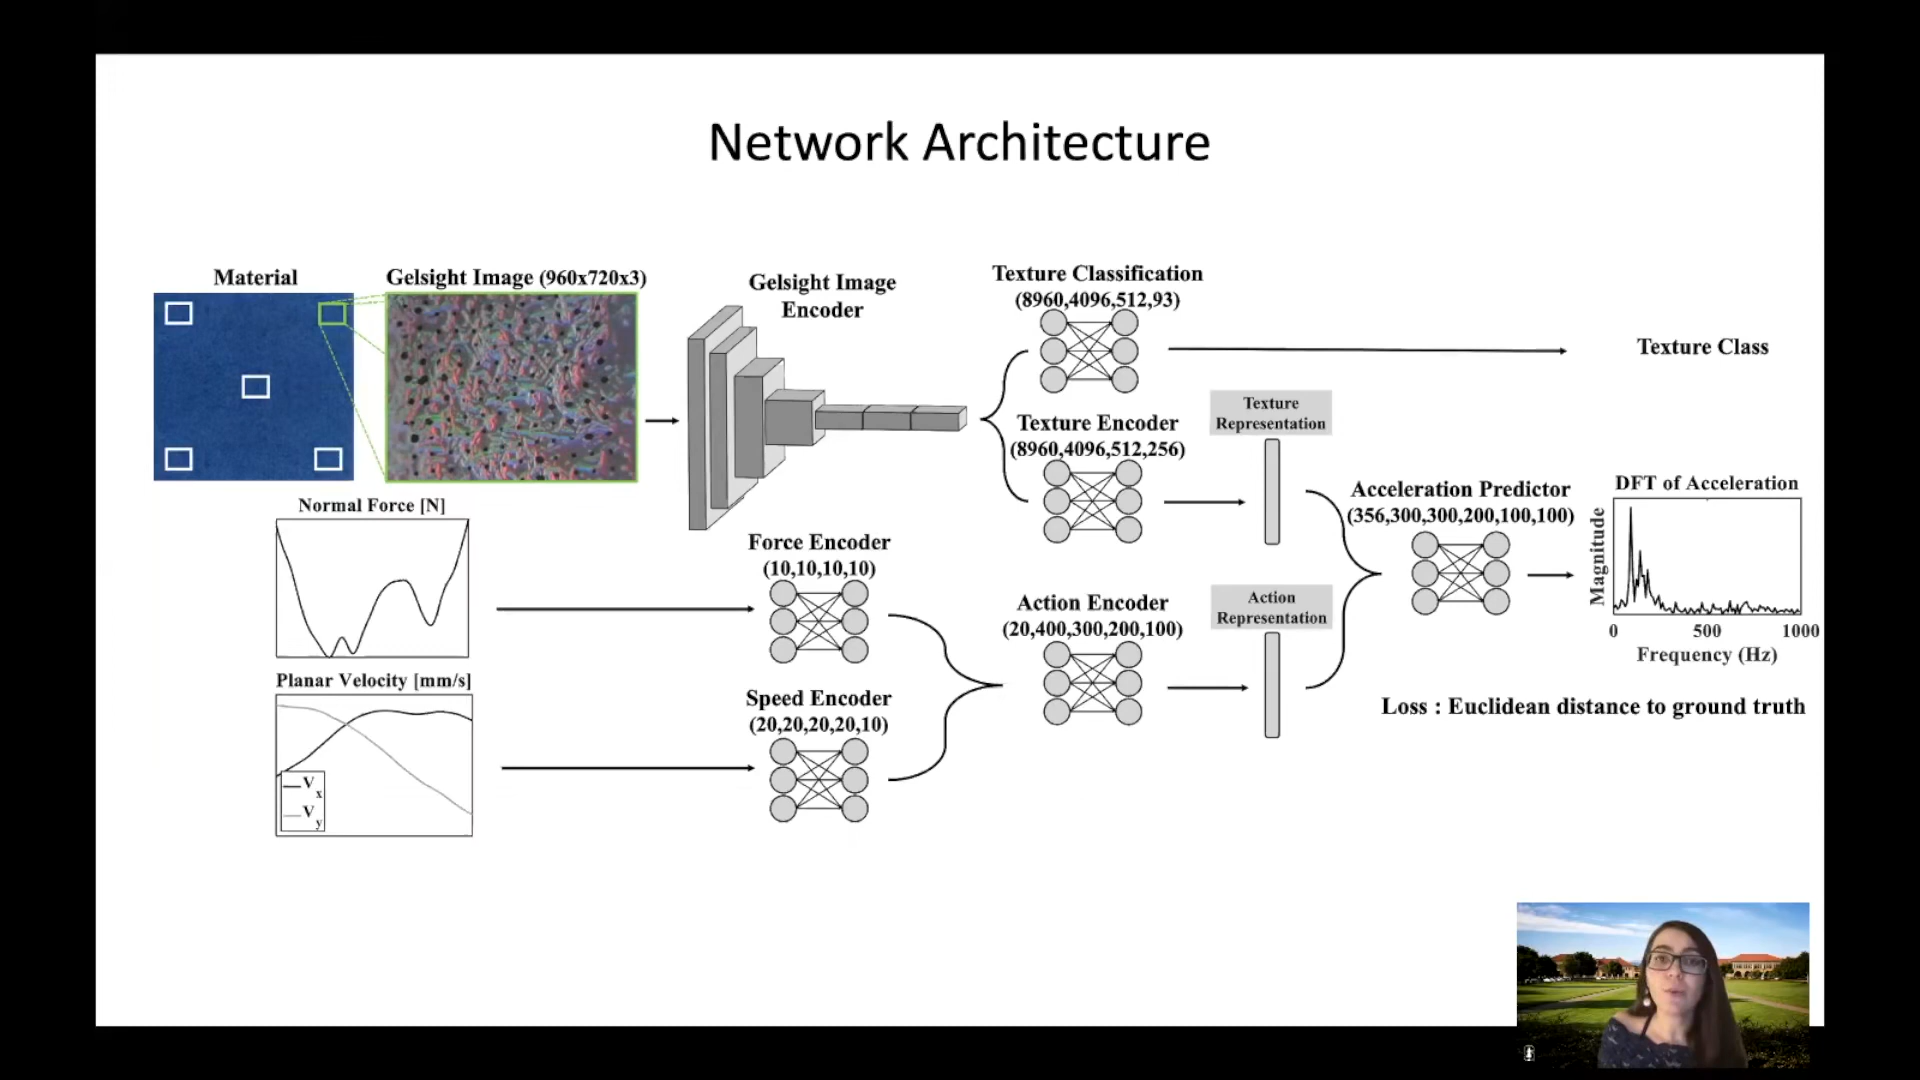 Network Architecture
Material
Gelsight Image (960x720x3)
Gelsight Image
Encoder
Texture Classification
(8960,4096,512,93)
Texture Class
Texture
Representation
Texture Encoder
(8960,4096,512,256)
Normal Force [N]
Force Encoder
(10,10,10,10)
Acceleration Predictor
(356,300,300,200,100,100)
DFT of Acceleration
Magnitude
0 500 1000
Frequency (Hz)
Action Encoder
(20,400,300,200,100)
Action
Representation
Planar Velocity [mm/s]
Vx
Vy
Speed Encoder
(20,20,20,20,10)
Loss : Euclidean distance to ground truth